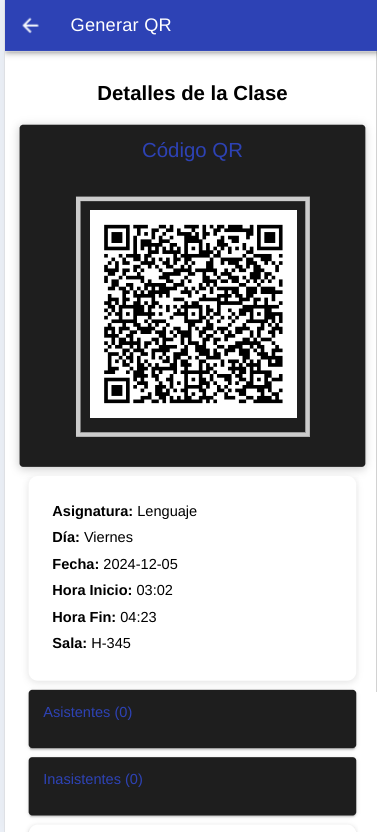 Generar QR
Detalles de la Clase
Código QR
Asignatura: Lenguaje
Día: Viernes
Fecha: 2024-12-05
Hora Inicio: 03:02
Hora Fin: 04:23
Sala: H-345
Asistentes (0)
Inasistentes (0)